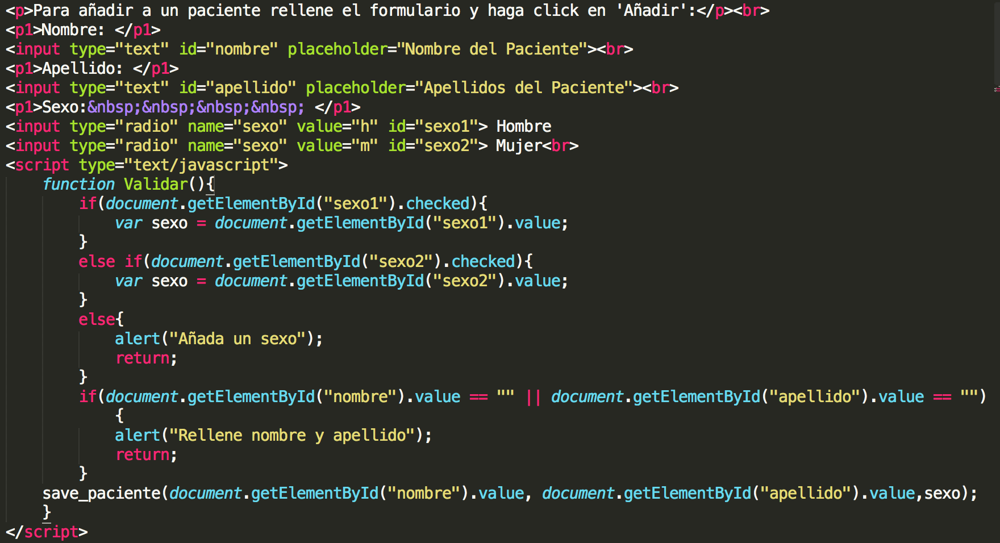 <p>Para añadir a un paciente rellene el formulario y haga click en 'Añadir':</p><br>
<p1>Nombre: </p1>
<input type="text" id="nombre" placeholder="Nombre del Paciente"><br>
<p1>Apellido: </p1>
<input type="text" id="apellido" placeholder="Apellidos del Paciente"><br>
<p1>Sexo:&nbsp;&nbsp;&nbsp;&nbsp; </p1>
<input type="radio" name="sexo" value="h" id="sexo1"> Hombre
<input type="radio" name="sexo" value="m" id="sexo2"> Mujer<br>
<script type="text/javascript">
    function Validar(){
        if(document.getElementById("sexo1").checked){
            var sexo = document.getElementById("sexo1").value;
        }
        else if(document.getElementById("sexo2").checked){
            var sexo = document.getElementById("sexo2").value;
        }
        else{
            alert("Añada un sexo");
            return;
        }
        if(document.getElementById("nombre").value == "" || document.getElementById("apellido").value == "")
            {
            alert("Rellene nombre y apellido");
            return;
        }
    save_paciente(document.getElementById("nombre").value, document.getElementById("apellido").value,sexo);
    }
</script>